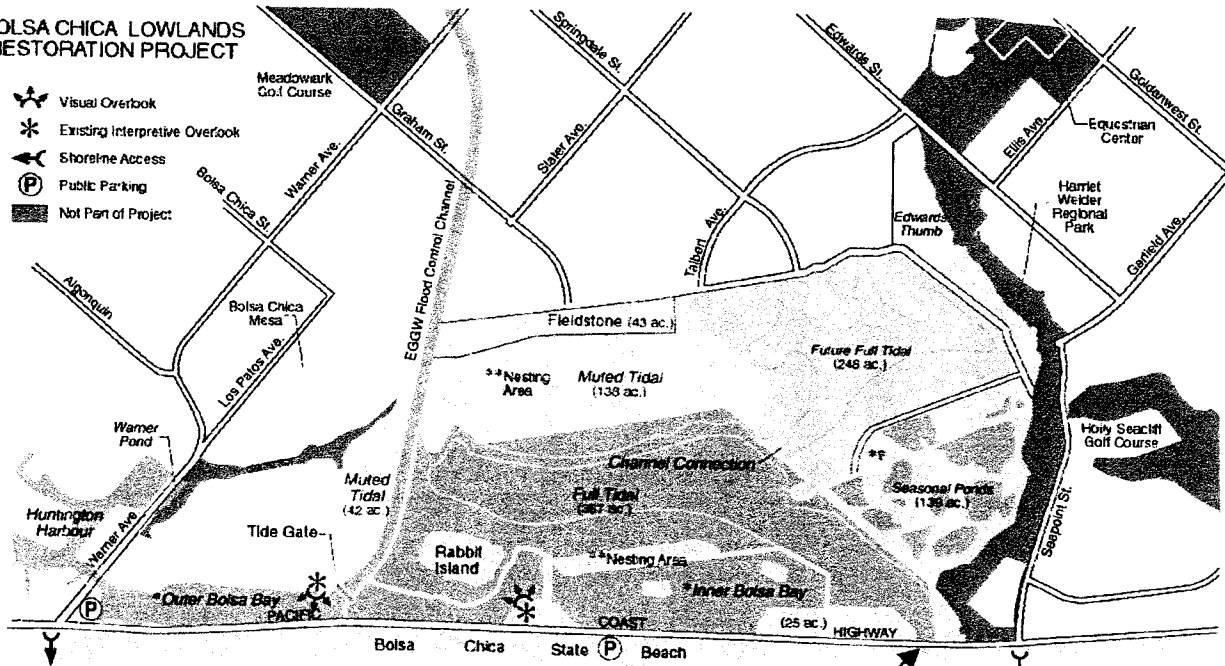 BOLSA CHICA LOWLANDS
RESTORATION PROJECT
Visual Overlook
Existing Interpretive Overlook
Shoreline Access
P Public Parking
Not Part of Project
Meadowlark
Golf Course
Springdale St.
Edwards St.
Goldenwest St.
Graham St.
Warner Ave.
Bolsa Chica St.
Slater Ave.
Ellis Ave.
Equestrian
Center
Harriet
Weider
Regional
Park
Edwards
Thumb
Talbert Ave.
Garfield Ave.
Algonquin
Bolsa Chica
Mesa
Los Patos Ave.
EGGW Flood Control Channel
Fieldstone (43 ac.)
Future Full Tidal
(248 ac.)
**Nesting
Area
Muted Tidal
(138 ac.)
Warner
Pond
Holly Seacliff
Golf Course
Channel Connection
Seasonal Ponds
Full Tidal
Muted
Tidal
(42 ac.)
Huntington
Harbour
Warner Ave
Tide Gate
Seapoint St.
Rabbit
Island
**Nesting Area
*Inner Bolsa Bay
*Outer Bolsa Bay
P
PACIFIC
COAST
(25 ac.)
HIGHWAY
Bolsa Chica State P Beach